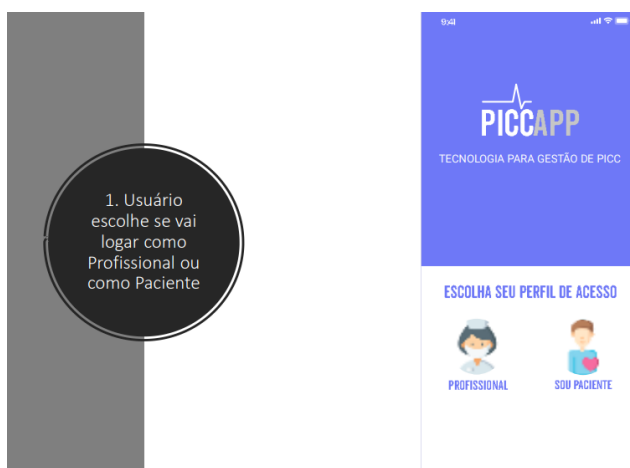 1. Usuário
escolhe se vai
logar como
Profissional ou
como Paciente
9:41
PICCAPP
TECNOLOGIA PARA GESTÃO DE PICC
ESCOLHA SEU PERFIL DE ACESSO
PROFISSIONAL
SOU PACIENTE